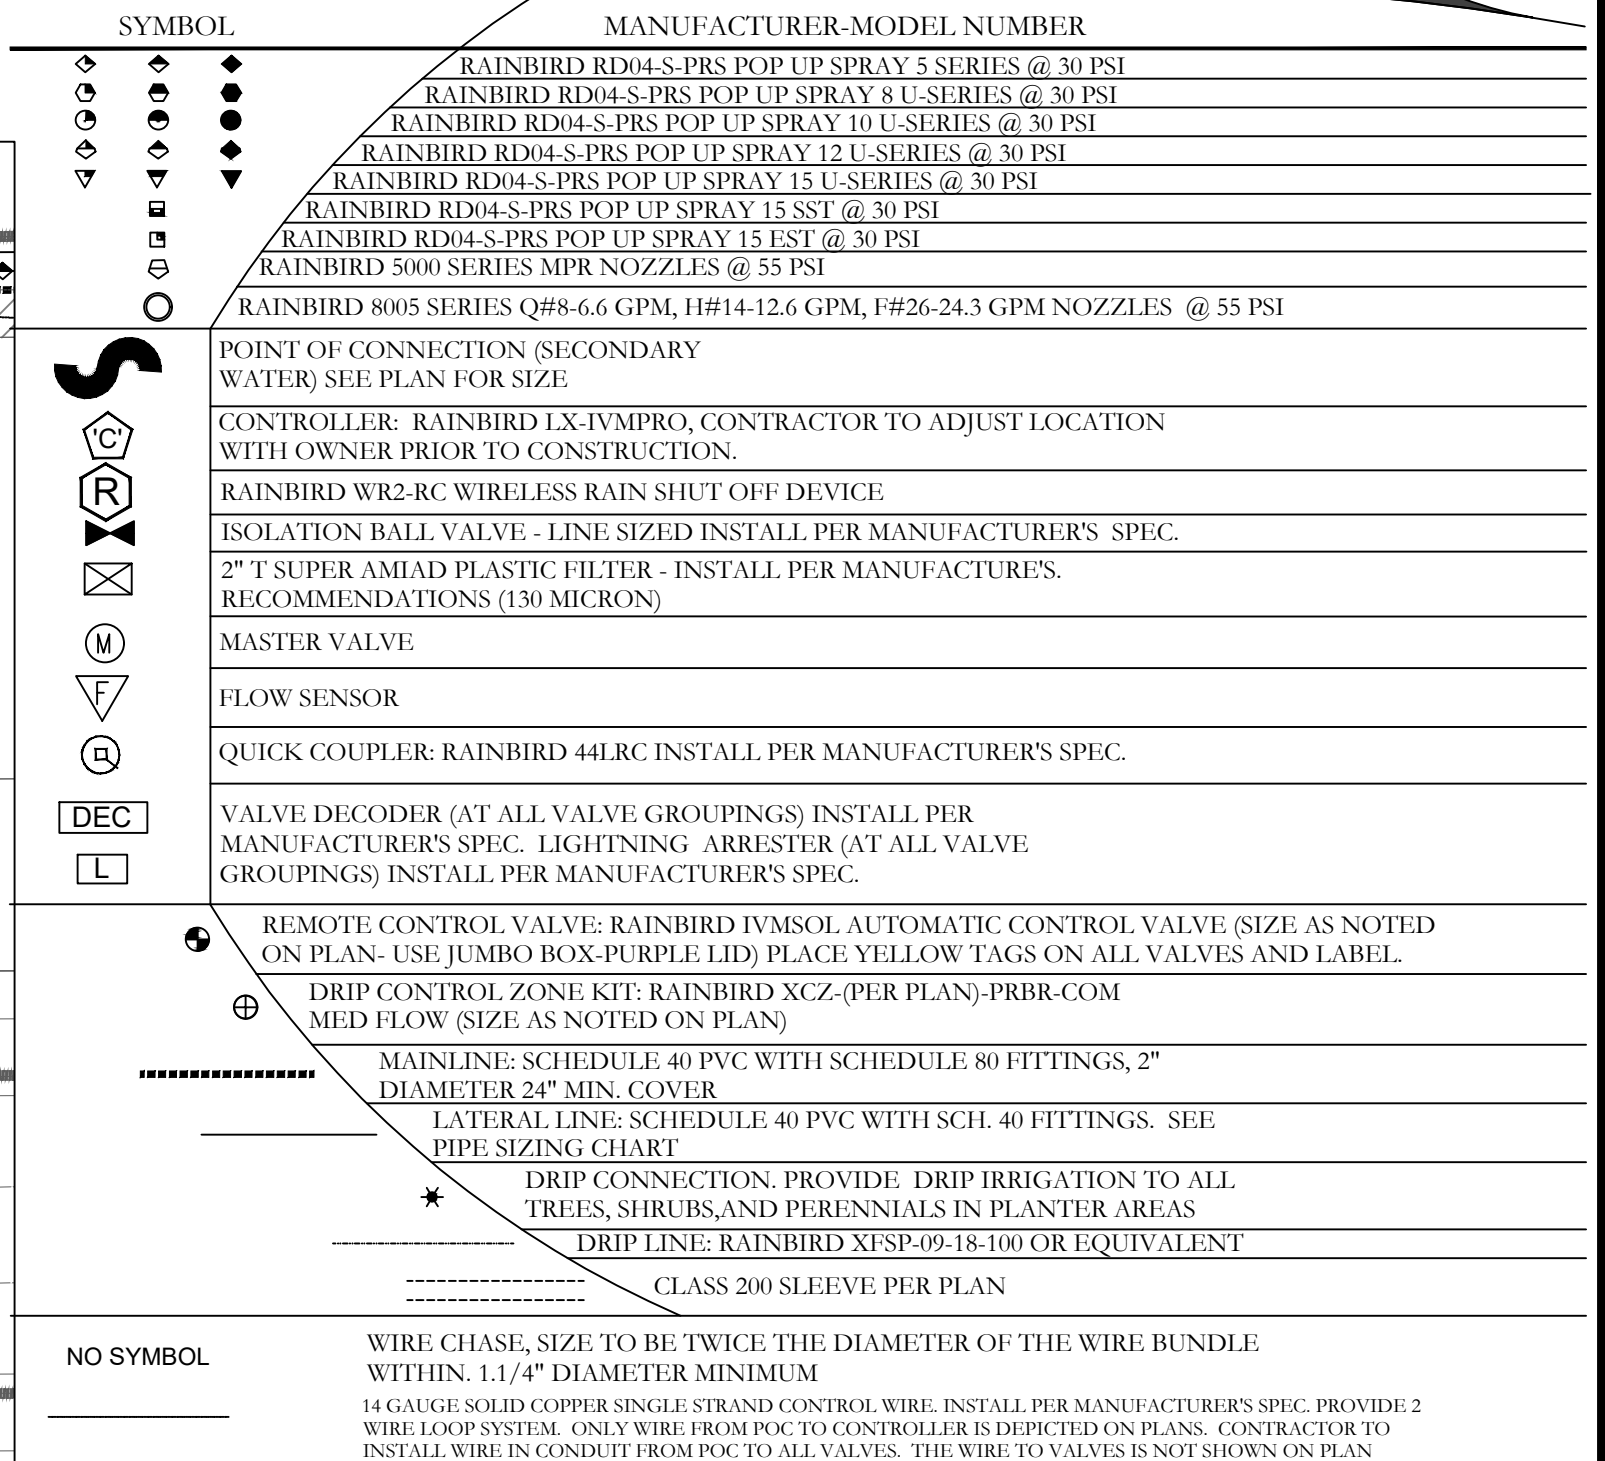 SYMBOL MANUFACTURER-MODEL NUMBER
RAINBIRD RD04-S-PRS POP UP SPRAY 5 SERIES @ 30 PSI
RAINBIRD RD04-S-PRS POP UP SPRAY 8 U-SERIES @ 30 PSI
RAINBIRD RD04-S-PRS POP UP SPRAY 10 U-SERIES @ 30 PSI
RAINBIRD RD04-S-PRS POP UP SPRAY 12 U-SERIES @ 30 PSI
RAINBIRD RD04-S-PRS POP UP SPRAY 15 U-SERIES @ 30 PSI
RAINBIRD RD04-S-PRS POP UP SPRAY 15 SST @ 30 PSI
RAINBIRD RD04-S-PRS POP UP SPRAY 15 EST @ 30 PSI
RAINBIRD 5000 SERIES MPR NOZZLES @ 55 PSI
RAINBIRD 8005 SERIES Q#8-6.6 GPM, H#14-12.6 GPM, F#26-24.3 GPM NOZZLES @ 55 PSI
POINT OF CONNECTION (SECONDARY
WATER) SEE PLAN FOR SIZE
'C'
CONTROLLER: RAINBIRD LX-IVMPRO, CONTRACTOR TO ADJUST LOCATION
WITH OWNER PRIOR TO CONSTRUCTION.
R
RAINBIRD WR2-RC WIRELESS RAIN SHUT OFF DEVICE
ISOLATION BALL VALVE - LINE SIZED INSTALL PER MANUFACTURER'S SPEC.
2" T SUPER AMIAD PLASTIC FILTER - INSTALL PER MANUFACTURE'S.
RECOMMENDATIONS (130 MICRON)
M
MASTER VALVE
F
FLOW SENSOR
QUICK COUPLER: RAINBIRD 44LRC INSTALL PER MANUFACTURER'S SPEC.
DEC
VALVE DECODER (AT ALL VALVE GROUPINGS) INSTALL PER
MANUFACTURER'S SPEC. LIGHTNING ARRESTER (AT ALL VALVE
L
GROUPINGS) INSTALL PER MANUFACTURER'S SPEC.
REMOTE CONTROL VALVE: RAINBIRD IVMSOL AUTOMATIC CONTROL VALVE (SIZE AS NOTED
ON PLAN- USE JUMBO BOX-PURPLE LID) PLACE YELLOW TAGS ON ALL VALVES AND LABEL.
DRIP CONTROL ZONE KIT: RAINBIRD XCZ-(PER PLAN)-PRBR-COM
MED FLOW (SIZE AS NOTED ON PLAN)
MAINLINE: SCHEDULE 40 PVC WITH SCHEDULE 80 FITTINGS, 2"
DIAMETER 24" MIN. COVER
LATERAL LINE: SCHEDULE 40 PVC WITH SCH. 40 FITTINGS. SEE
PIPE SIZING CHART
DRIP CONNECTION. PROVIDE DRIP IRRIGATION TO ALL
TREES, SHRUBS,AND PERENNIALS IN PLANTER AREAS
DRIP LINE: RAINBIRD XFSP-09-18-100 OR EQUIVALENT
CLASS 200 SLEEVE PER PLAN
NO SYMBOL
WIRE CHASE, SIZE TO BE TWICE THE DIAMETER OF THE WIRE BUNDLE
WITHIN. 1.1/4" DIAMETER MINIMUM
14 GAUGE SOLID COPPER SINGLE STRAND CONTROL WIRE. INSTALL PER MANUFACTURER'S SPEC. PROVIDE 2
WIRE LOOP SYSTEM. ONLY WIRE FROM POC TO CONTROLLER IS DEPICTED ON PLANS. CONTRACTOR TO
INSTALL WIRE IN CONDUIT FROM POC TO ALL VALVES. THE WIRE TO VALVES IS NOT SHOWN ON PLAN